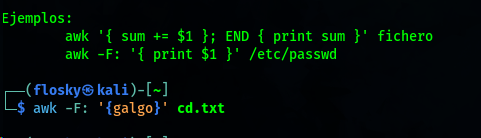 Ejemplos:
awk '{ sum += $1 }; END { print sum }' fichero
awk -F: '{ print $1 }' /etc/passwd
┌──(flosky㉿kali)-[~]
└─$ awk -F: '{galgo}' cd.txt